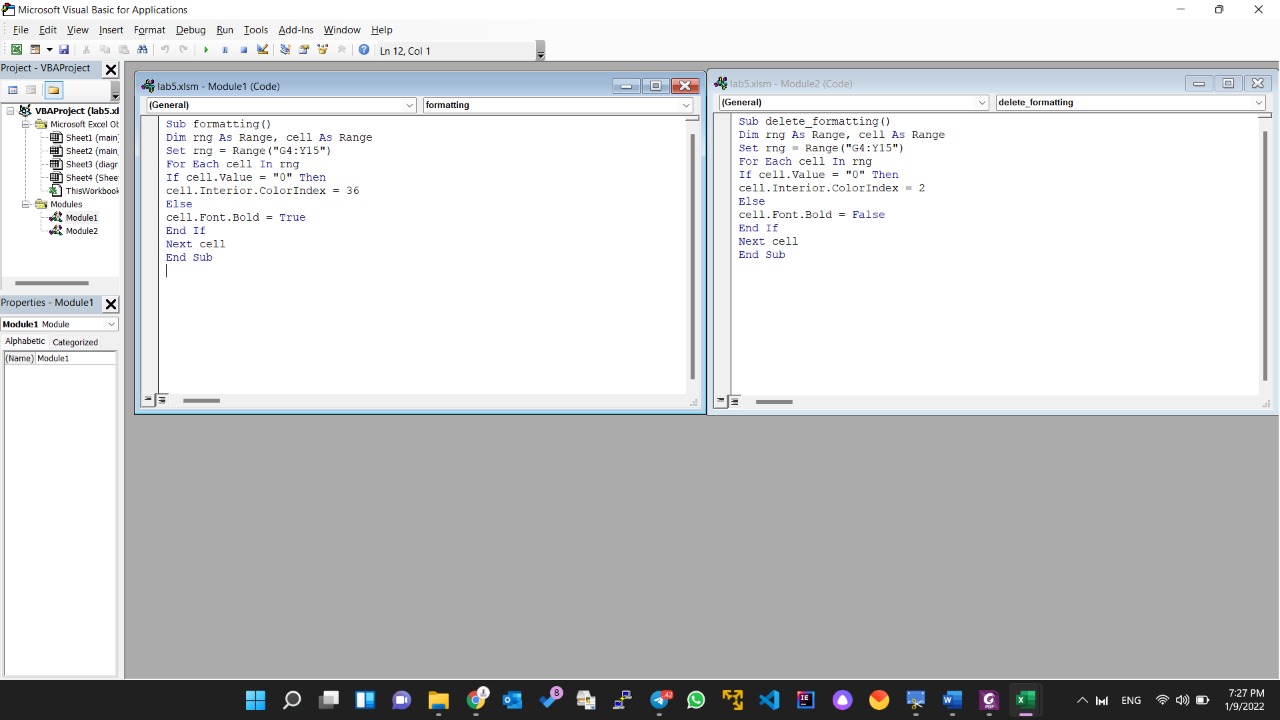 Microsoft Visual Basic for Applications
File Edit View Insert Format Debug Run Tools Add-Ins Window Help
Ln 12, Col 1
Project - VBAProject
VBAProject (lab5.xl
Microsoft Excel Ob
Sheet1 (main
Sheet2 (main_
Sheet3 (diagr
Sheet4 (Shee
ThisWorkbook
Modules
Module1
Module2
Properties - Module1
Module1 Module
Alphabetic Categorized
(Name) Module1
lab5.xlsm - Module1 (Code)
(General) formatting
Sub formatting()
Dim rng As Range, cell As Range
Set rng = Range("G4:Y15")
For Each cell In rng
If cell.Value = "0" Then
cell.Interior.ColorIndex = 36
Else
cell.Font.Bold = True
End If
Next cell
End Sub
lab5.xlsm - Module2 (Code)
(General) delete_formatting
Sub delete_formatting()
Dim rng As Range, cell As Range
Set rng = Range("G4:Y15")
For Each cell In rng
If cell.Value = "0" Then
cell.Interior.ColorIndex = 2
Else
cell.Font.Bold = False
End If
Next cell
End Sub
8
42
ENG
7:27 PM
1/9/2022